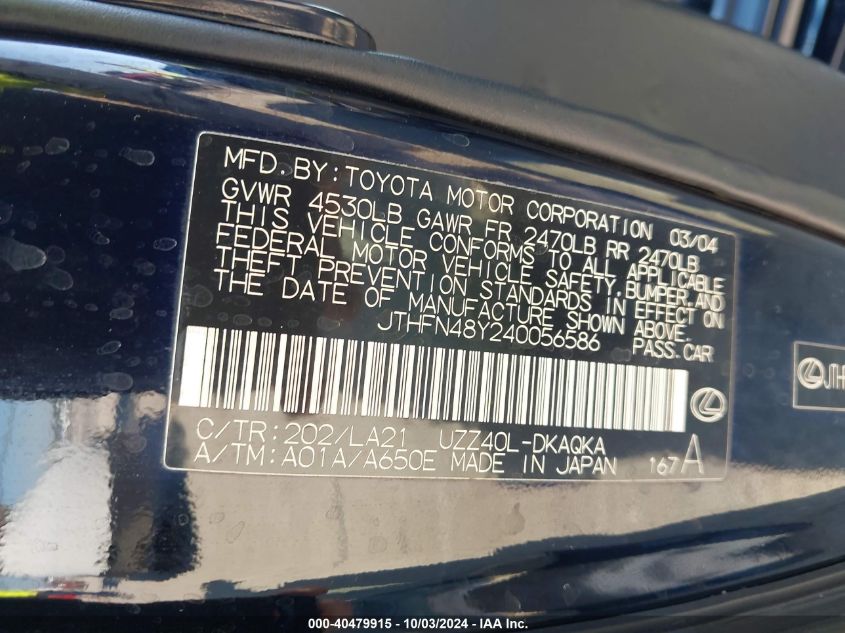 MFD. BY: TOYOTA MOTOR CORPORATION 03/04
GVWR 4530LB GAWR FR 2470LB RR 2470LB
THIS VEHICLE CONFORMS TO ALL APPLICABLE
FEDERAL MOTOR VEHICLE SAFETY, BUMPER, AND
THEFT PREVENTION STANDARDS IN EFFECT ON
THE DATE OF MANUFACTURE SHOWN ABOVE.
JTHFN48Y240056586 PASS. CAR
C/TR: 202/LA21 UZZ40L-DKAQKA
A/TM: A01A/A650E MADE IN JAPAN 167 A
JTH
000-40479915 - 10/03/2024 - IAA Inc.